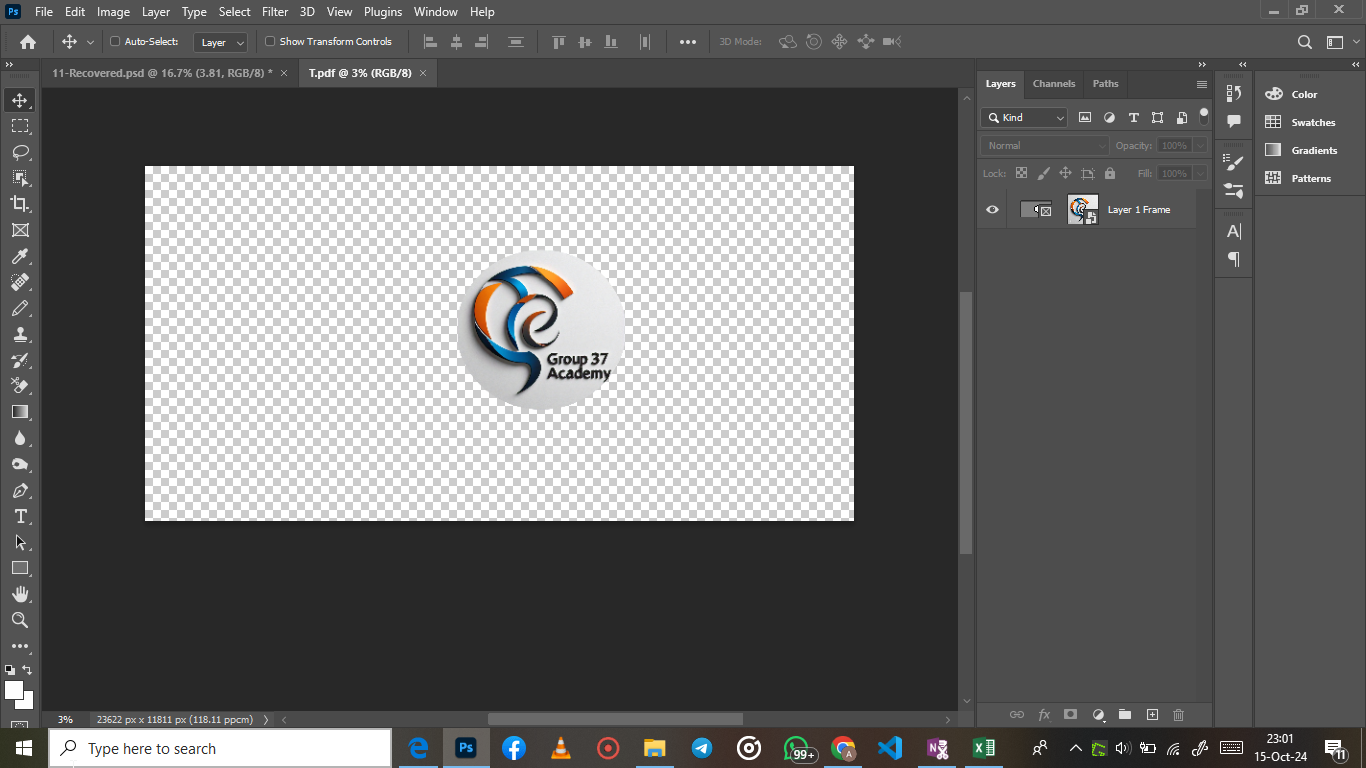 Ps File Edit Image Layer Type Select Filter 3D View Plugins Window Help
Auto-Select: Layer Show Transform Controls 3D Mode:
11-Recovered.psd @ 16.7% (3.81, RGB/8) * × T.pdf @ 3% (RGB/8) ×
Layers Channels Paths
Kind
Normal Opacity: 100%
Lock: Fill: 100%
Layer 1 Frame
Color
Swatches
Gradients
Patterns
Group 37
Academy
3% 23622 px x 11811 px (118.11 ppcm)
Type here to search
Ps
99+
A
23:01
15-Oct-24
11